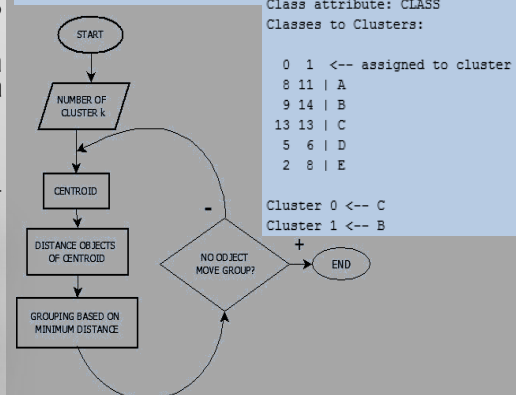 START
NUMBER OF
CLUSTER k
CENTROID
DISTANCE OBJECTS
OF CENTROID
GROUPING BASED ON
MINIMUM DISTANCE
-
NO ODJECT
MOVE GROUP?
+
END
Class attribute: CLASS
Classes to Clusters:
0 1 <-- assigned to cluster
8 11 | A
9 14 | B
13 13 | C
5 6 | D
2 8 | E
Cluster 0 <-- C
Cluster 1 <-- B